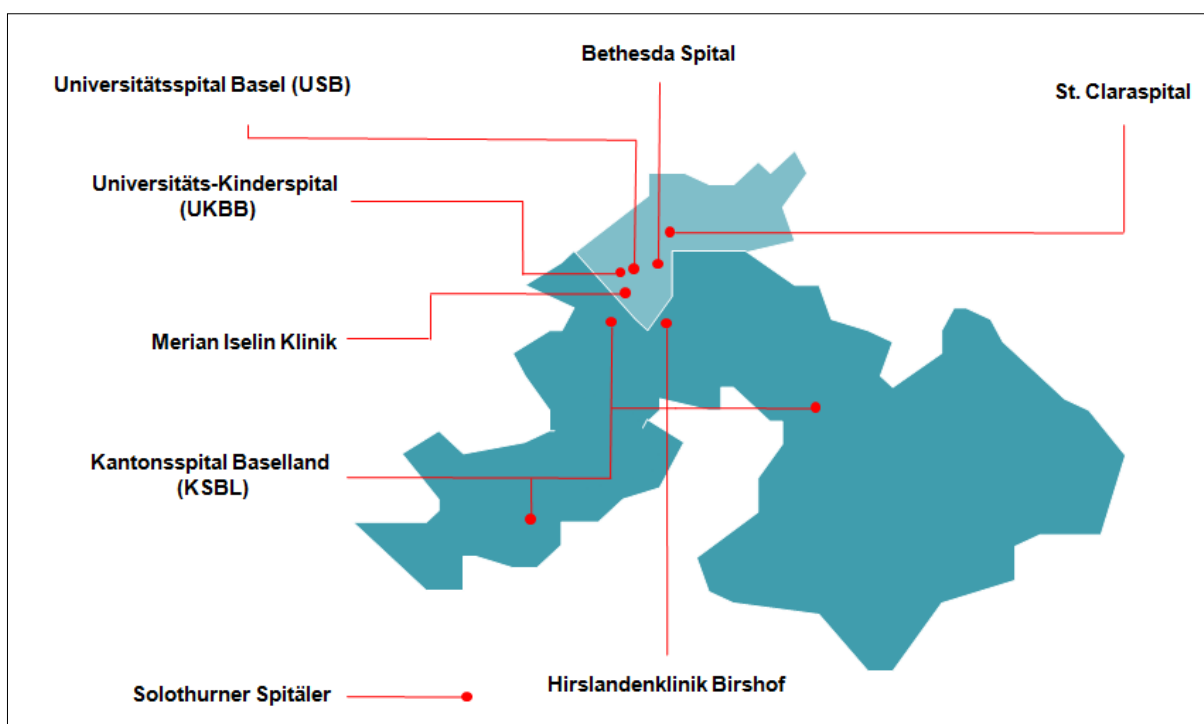 Bethesda Spital
Universitätsspital Basel (USB)
St. Claraspital
Universitäts-Kinderspital
(UKBB)
Merian Iselin Klinik
Kantonsspital Baselland
(KSBL)
Hirslandenklinik Birshof
Solothurner Spitäler